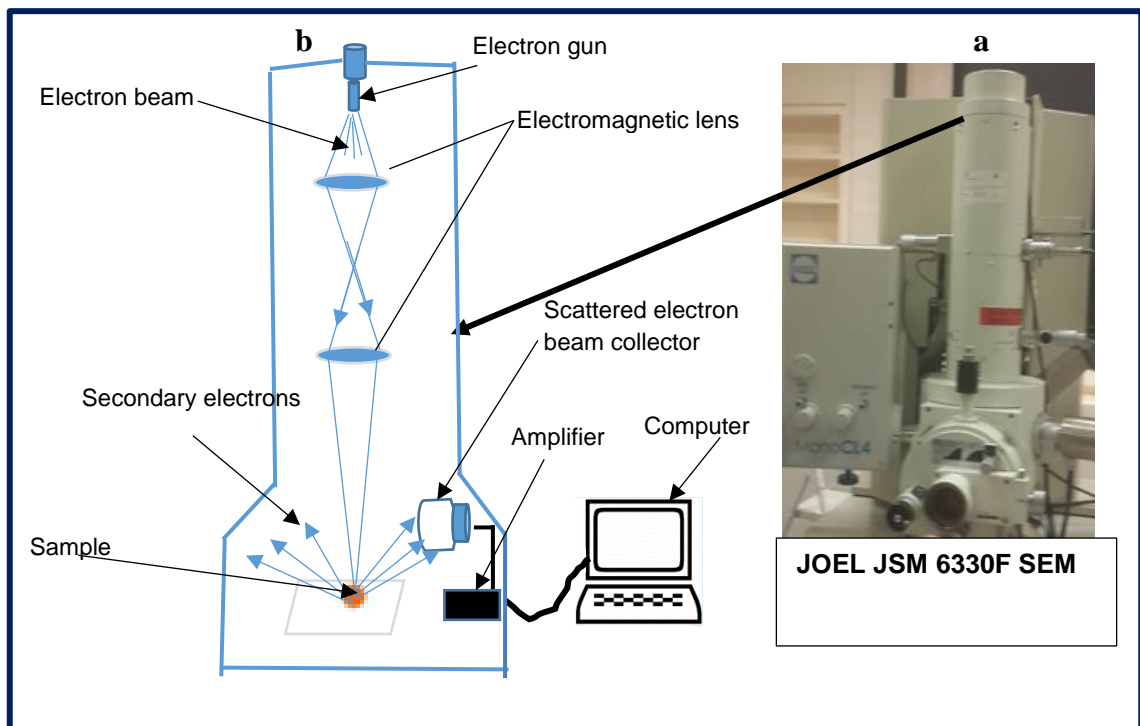 b
Electron gun
a
Electron beam
Electromagnetic lens
Scattered electron
beam collector
Secondary electrons
Amplifier
Computer
MonoCL4
Sample
JOEL JSM 6330F SEM